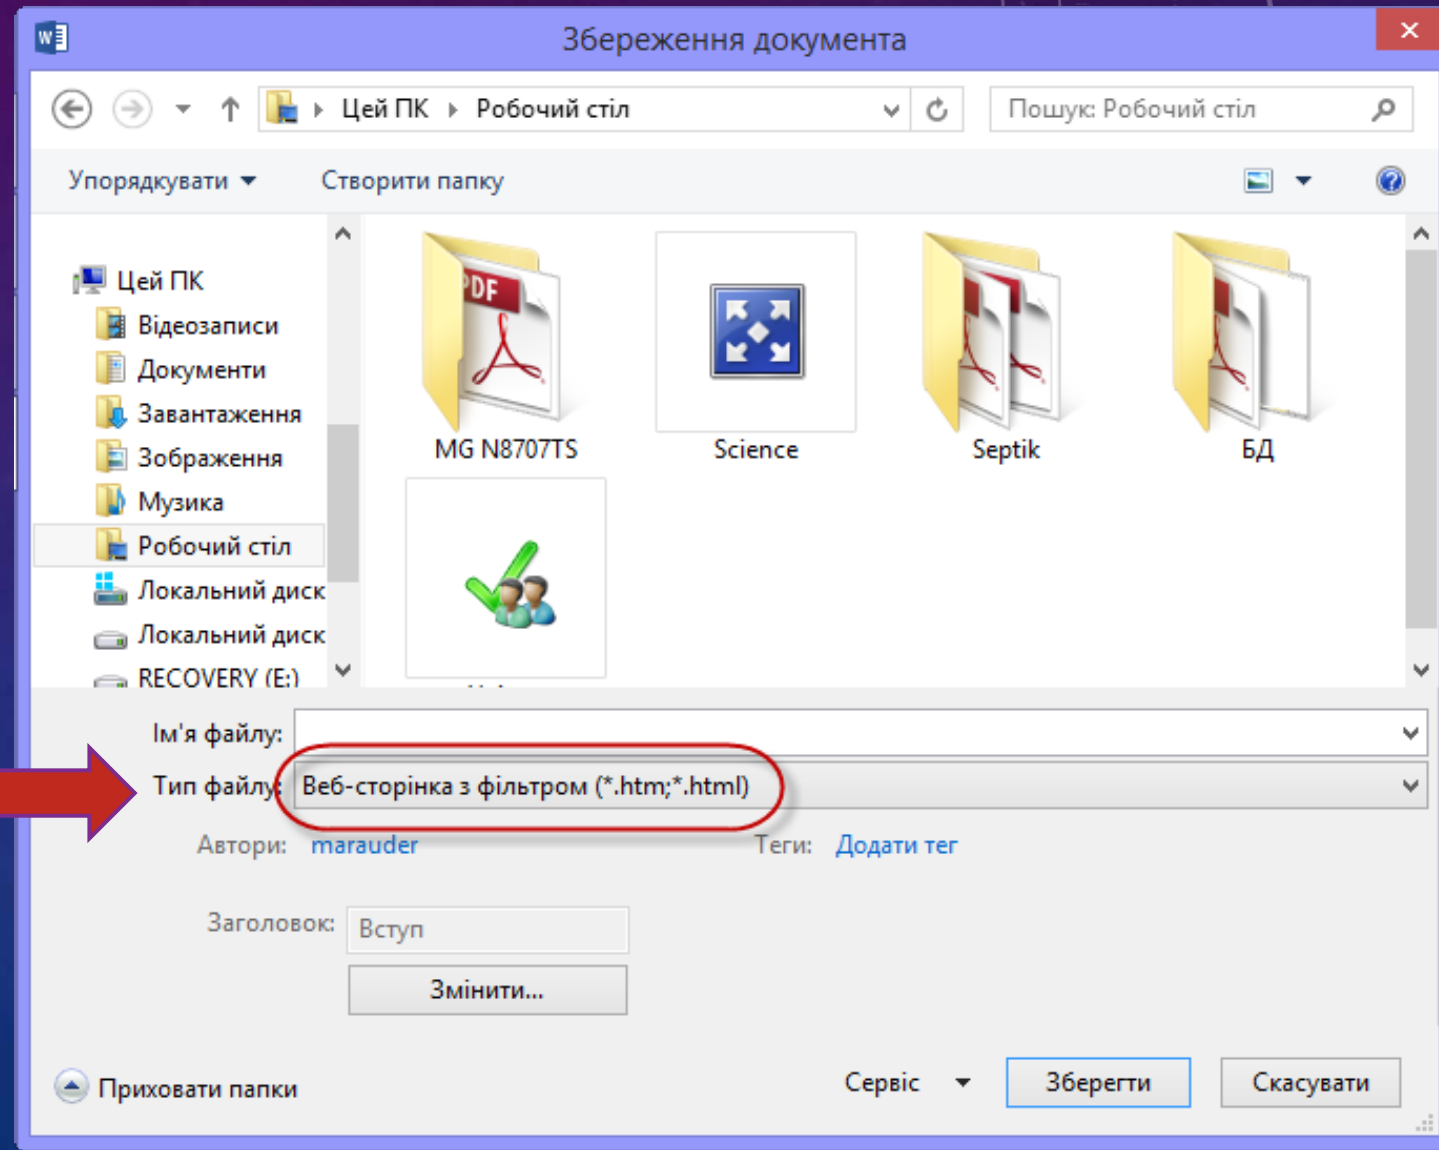 Збереження документа
Цей ПК Робочий стіл
Пошук: Робочий стіл
Упорядкувати Створити папку
Цей ПК
Відеозаписи
Документи
Завантаження
Зображення
Музика
Робочий стіл
Локальний диск
Локальний диск
RECOVERY (E:)
PDF
MG N8707TS
Science
Septik
БД
Ім'я файлу:
Тип файлу: Веб-сторінка з фільтром (*.htm;*.html)
Автори: marauder Теги: Додати тег
Заголовок: Вступ
Змінити...
Приховати папки
Сервіс Зберегти Скасувати